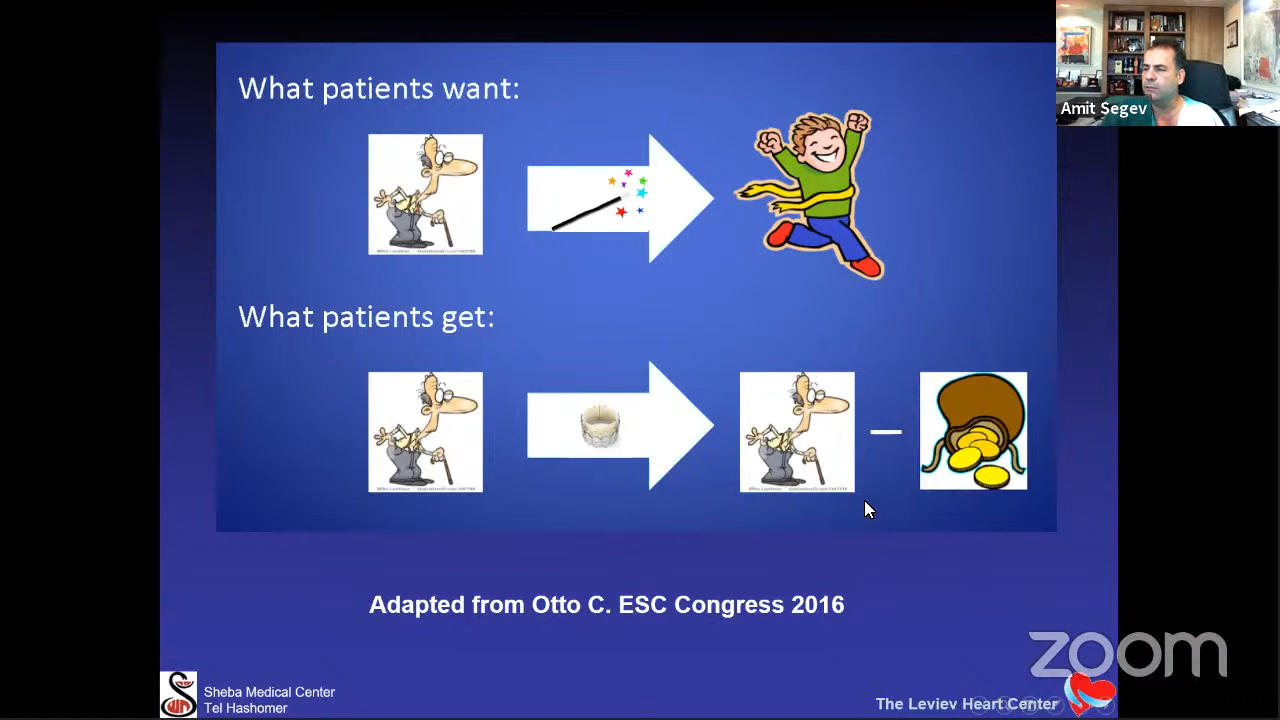 What patients want:
Amit Segev
What patients get:
Adapted from Otto C. ESC Congress 2016
zoom
Sheba Medical Center
Tel Hashomer
The Leviev Heart Center